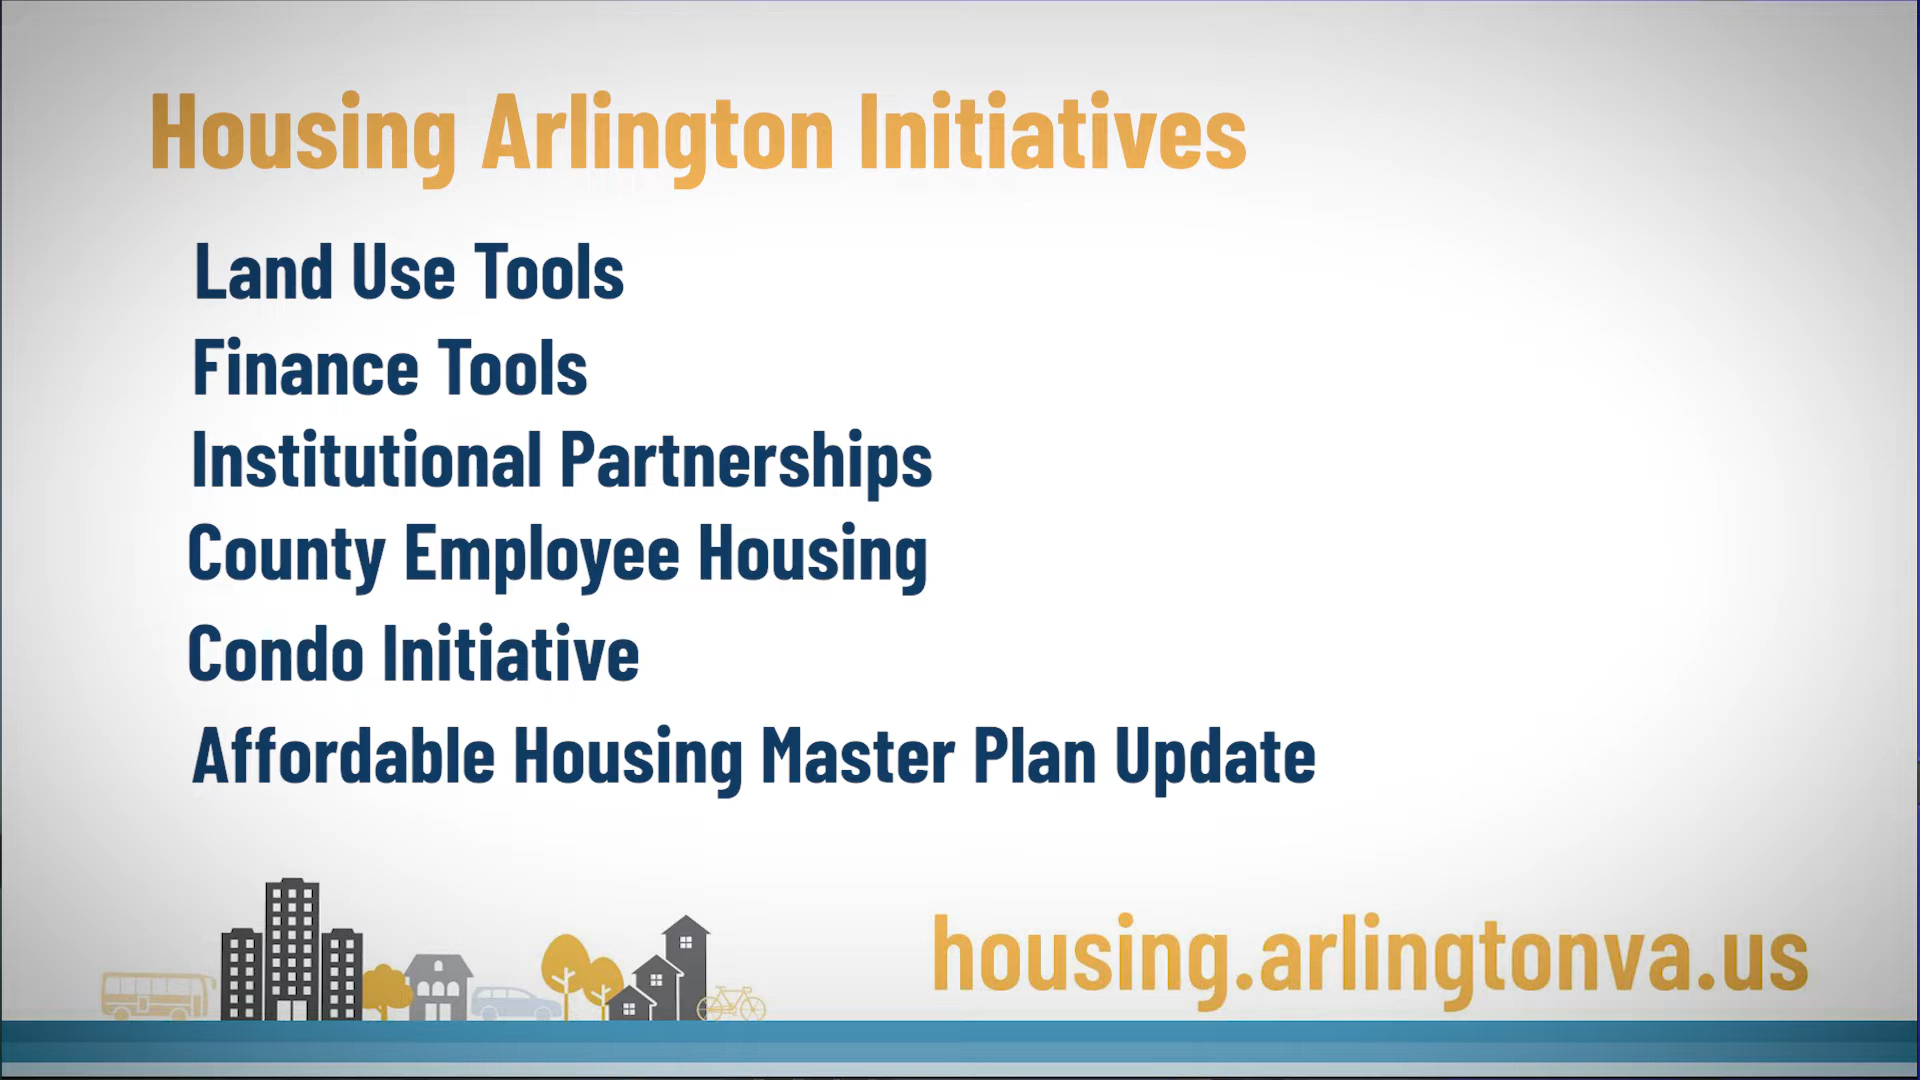 Housing Arlington Initiatives
Land Use Tools
Finance Tools
Institutional Partnerships
County Employee Housing
Condo Initiative
Affordable Housing Master Plan Update
housing.arlingtonva.us